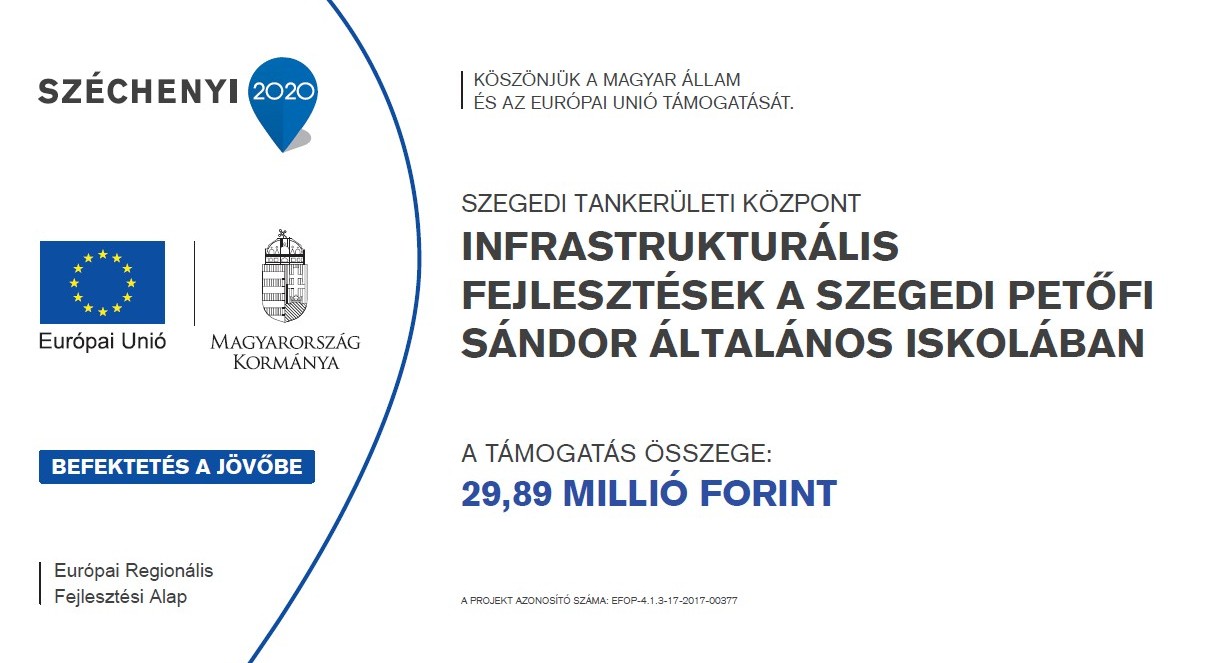 SZÉCHENYI 2020
Európai Unió
MAGYARORSZÁG
KORMÁNYA
BEFEKTETÉS A JÖVŐBE
Európai Regionális
Fejlesztési Alap
KÖSZÖNJÜK A MAGYAR ÁLLAM
ÉS AZ EURÓPAI UNIÓ TÁMOGATÁSÁT.
SZEGEDI TANKERÜLETI KÖZPONT
INFRASTRUKTURÁLIS
FEJLESZTÉSEK A SZEGEDI PETŐFI
SÁNDOR ÁLTALÁNOS ISKOLÁBAN
A TÁMOGATÁS ÖSSZEGE:
29,89 MILLIÓ FORINT
A PROJEKT AZONOSÍTÓ SZÁMA: EFOP-4.1.3-17-2017-00377